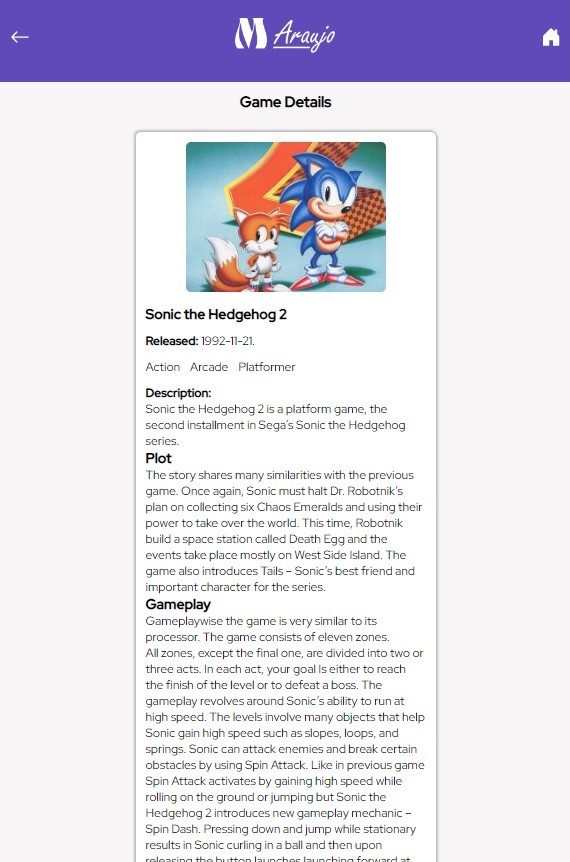 M Araujo
Game Details
Sonic the Hedgehog 2
Released: 1992-11-21.
Action Arcade Platformer
Description:
Sonic the Hedgehog 2 is a platform game, the
second installment in Sega's Sonic the Hedgehog
series.
Plot
The story shares many similarities with the previous
game. Once again, Sonic must halt Dr. Robotnik's
plan on collecting six Chaos Emeralds and using their
power to take over the world. This time, Robotnik
build a space station called Death Egg and the
events take place mostly on West Side Island. The
game also introduces Tails – Sonic's best friend and
important character for the series.
Gameplay
Gameplaywise the game is very similar to its
processor. The game consists of eleven zones.
All zones, except the final one, are divided into two or
three acts. In each act, your goal Is either to reach
the finish of the level or to defeat a boss. The
gameplay revolves around Sonic's ability to run at
high speed. The levels involve many objects that help
Sonic gain high speed such as slopes, loops, and
springs. Sonic can attack enemies and break certain
obstacles by using Spin Attack. Like in previous game
Spin Attack activates by gaining high speed while
rolling on the ground or jumping but Sonic the
Hedgehog 2 introduces new gameplay mechanic –
Spin Dash. Pressing down and jump while stationary
results in Sonic curling in a ball and then upon
releasing the button launches launching forward at